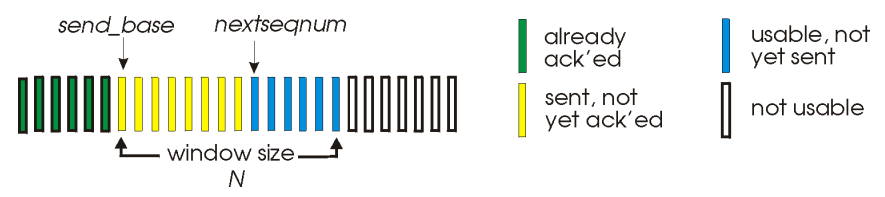 send_base
nextseqnum
already
ack'ed
usable, not
yet sent
sent, not
yet ack'ed
not usable
window size
N